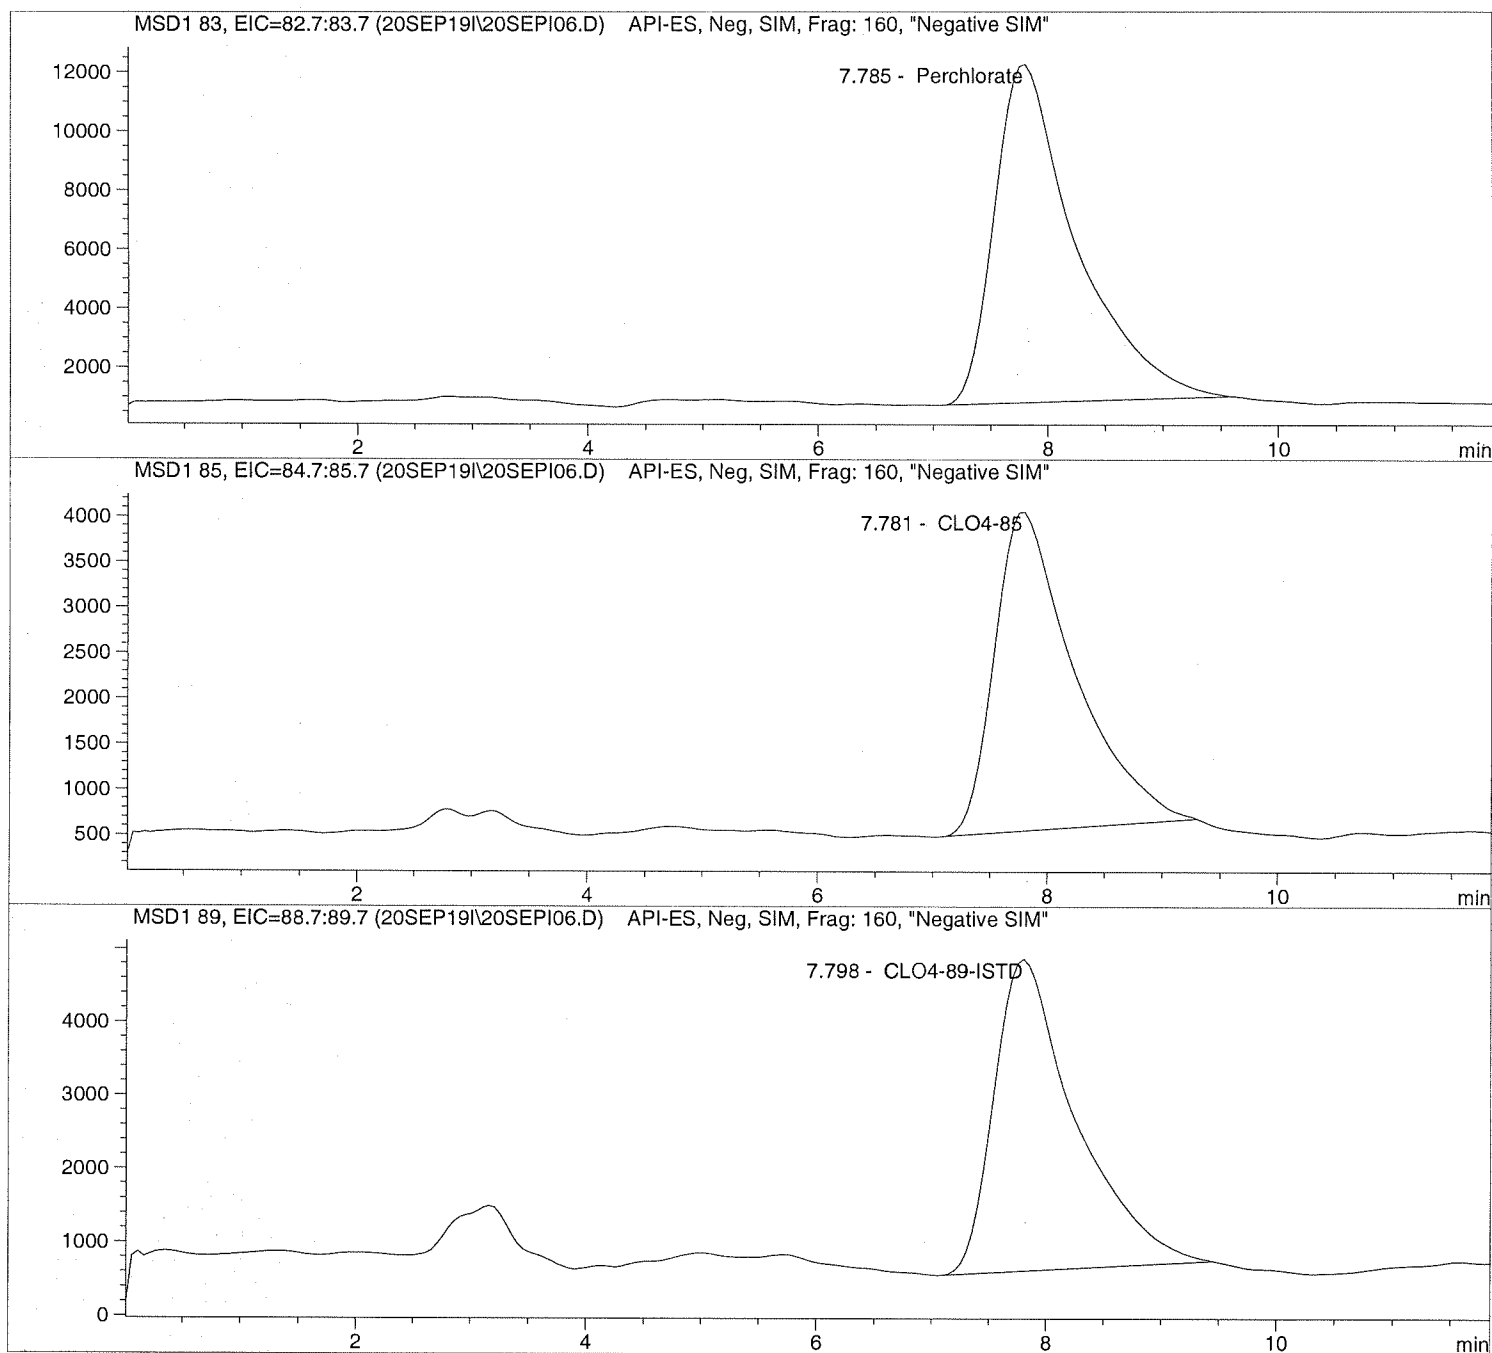 MSD1 83, EIC=82.7:83.7 (20SEP19I\20SEPI06.D) API-ES, Neg, SIM, Frag: 160, "Negative SIM"
12000
7.785 - Perchlorate
10000
8000
6000
4000
2000
2 4 6 8 10 min
MSD1 85, EIC=84.7:85.7 (20SEP19I\20SEPI06.D) API-ES, Neg, SIM, Frag: 160, "Negative SIM"
4000
7.781 - CLO4-85
3500
3000
2500
2000
1500
1000
500
2 4 6 8 10 min
MSD1 89, EIC=88.7:89.7 (20SEP19I\20SEPI06.D) API-ES, Neg, SIM, Frag: 160, "Negative SIM"
7.798 - CLO4-89-ISTD
4000
3000
2000
1000
0
2 4 6 8 10 min